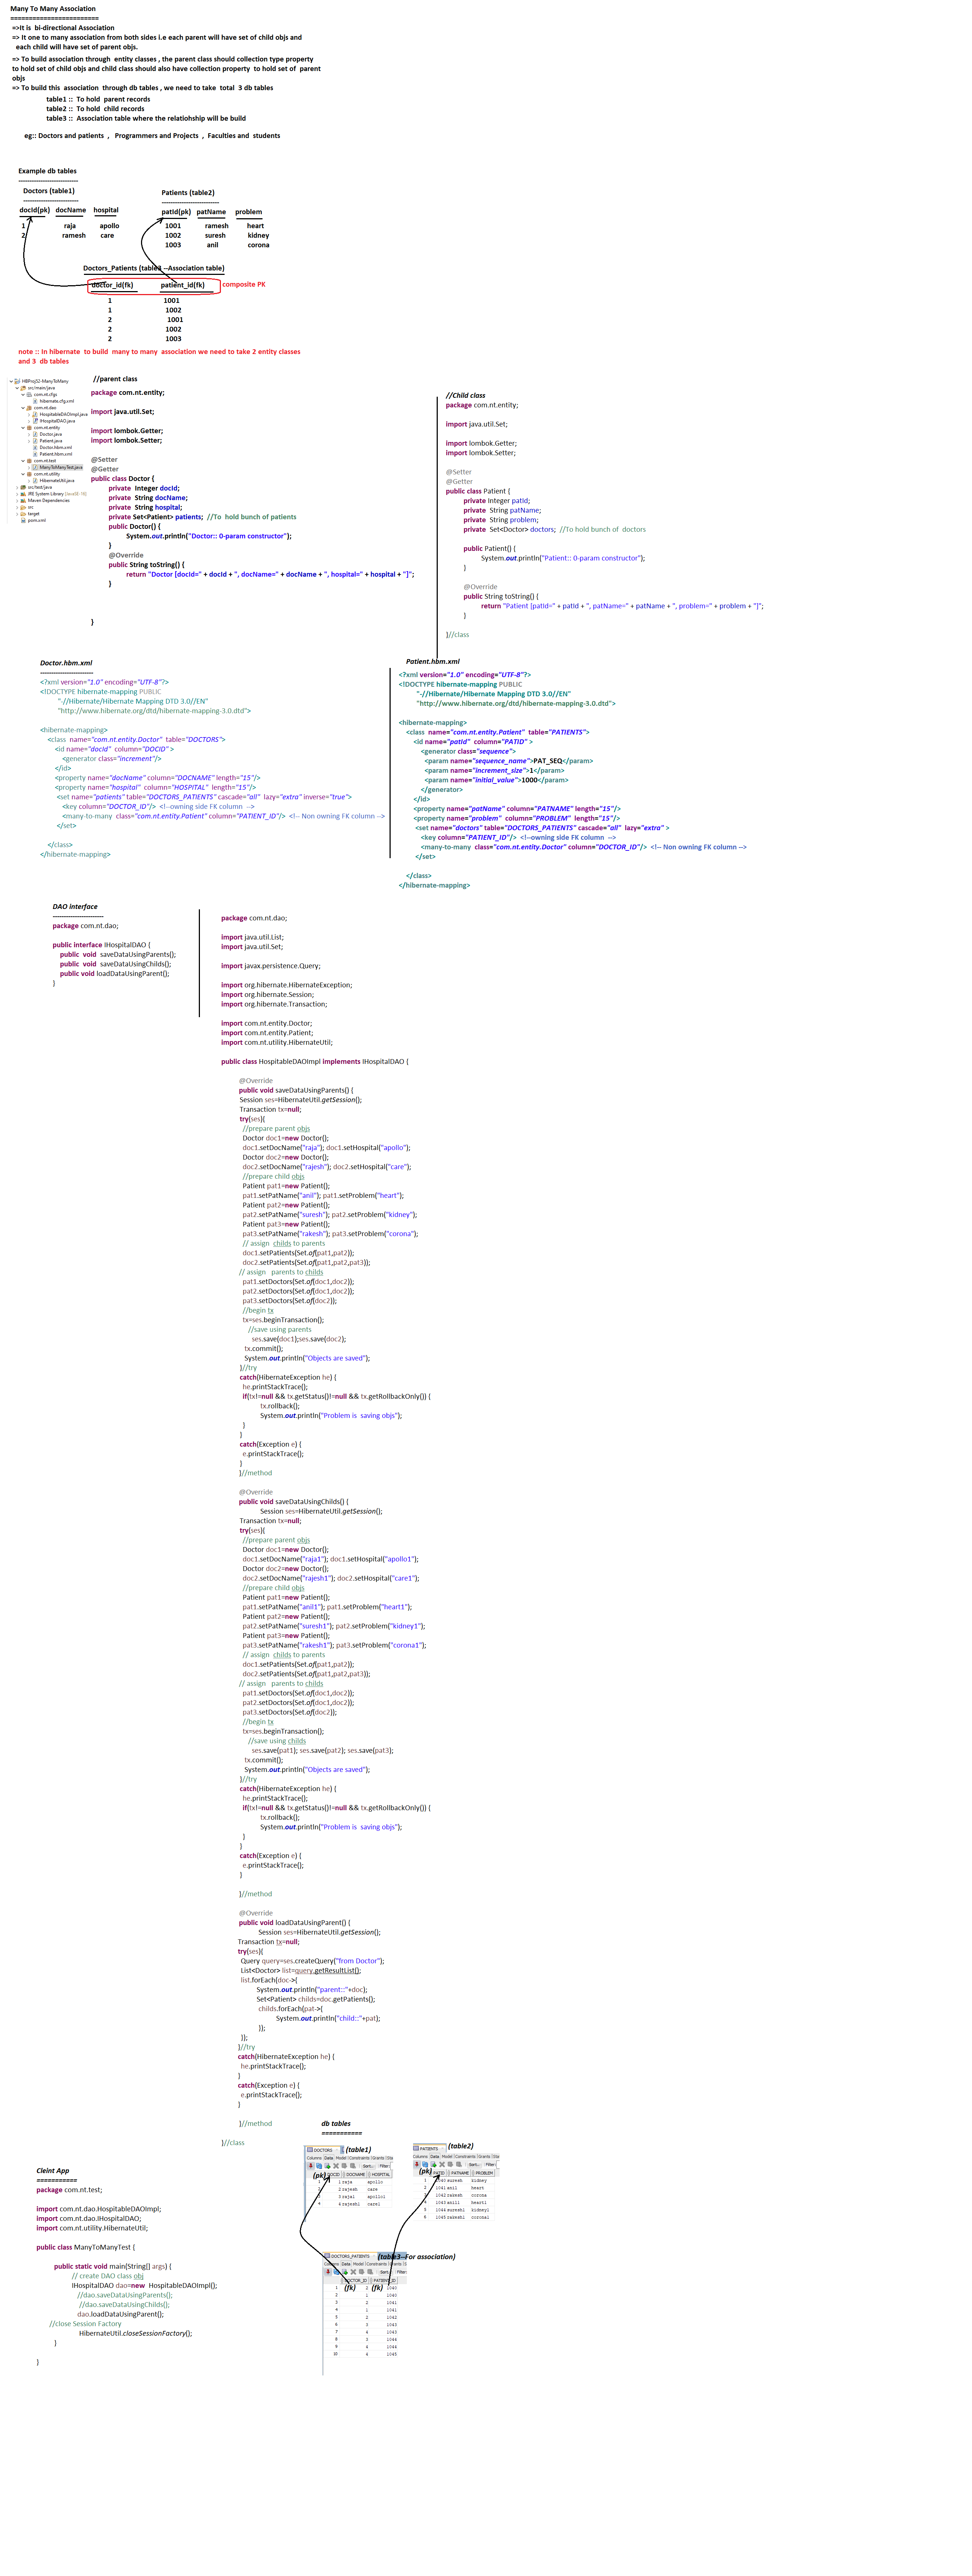 Many To Many Association
========================
=>It is bi-directional Association
=> It one to many association from both sides i.e each parent will have set of child objs and
each child will have set of parent objs.
=> To build association through entity classes , the parent class should collection type property
to hold set of child objs and child class should also have collection property to hold set of parent
objs
=> To build this association through db tables , we need to take total 3 db tables
table1 :: To hold parent records
table2 :: To hold child records
table3 :: Association table where the relatiohship will be build
eg:: Doctors and patients , Programmers and Projects , Faculties and students
Example db tables
---------------------------
Doctors (table1)
-------------------------
docId(pk) docName hospital
1 raja apollo
2 ramesh care
Patients (table2)
--------------------------
patId(pk) patName problem
1001 ramesh heart
1002 suresh kidney
1003 anil corona
Doctors_Patients (table3 --Association table)
doctor_id(fk) patient_id(fk) composite PK
1 1001
1 1002
2 1001
2 1002
2 1003
note :: In hibernate to build many to many association we need to take 2 entity classes
and 3 db tables
HBProj52-ManyToMany
src/main/java
com.nt.cfgs
hibernate.cfg.xml
com.nt.dao
HospitableDAOImpl.java
IHospitalDAO.java
com.nt.entity
Doctor.java
Patient.java
Doctor.hbm.xml
Patient.hbm.xml
com.nt.test
ManyToManyTest.java
com.nt.utility
HibernateUtil.java
src/test/java
JRE System Library [JavaSE-16]
Maven Dependencies
src
target
pom.xml
//parent class
package com.nt.entity;
import java.util.Set;
import lombok.Getter;
import lombok.Setter;
@Setter
@Getter
public class Doctor {
private Integer docId;
private String docName;
private String hospital;
private Set<Patient> patients; //To hold bunch of patients
public Doctor() {
System.out.println("Doctor:: 0-param constructor");
}
@Override
public String toString() {
return "Doctor [docId=" + docId + ", docName=" + docName + ", hospital=" + hospital + "]";
}
}
//Child class
package com.nt.entity;
import java.util.Set;
import lombok.Getter;
import lombok.Setter;
@Setter
@Getter
public class Patient {
private Integer patId;
private String patName;
private String problem;
private Set<Doctor> doctors; //To hold bunch of doctors
public Patient() {
System.out.println("Patient:: 0-param constructor");
}
@Override
public String toString() {
return "Patient [patId=" + patId + ", patName=" + patName + ", problem=" + problem + "]";
}
}//class
Doctor.hbm.xml
------------------------
<?xml version="1.0" encoding="UTF-8"?>
<!DOCTYPE hibernate-mapping PUBLIC
"-//Hibernate/Hibernate Mapping DTD 3.0//EN"
"http://www.hibernate.org/dtd/hibernate-mapping-3.0.dtd">
<hibernate-mapping>
<class name="com.nt.entity.Doctor" table="DOCTORS">
<id name="docId" column="DOCID" >
<generator class="increment"/>
</id>
<property name="docName" column="DOCNAME" length="15"/>
<property name="hospital" column="HOSPITAL" length="15"/>
<set name="patients" table="DOCTORS_PATIENTS" cascade="all" lazy="extra" inverse="true">
<key column="DOCTOR_ID"/> <!--owning side FK column -->
<many-to-many class="com.nt.entity.Patient" column="PATIENT_ID"/> <!-- Non owning FK column -->
</set>
</class>
</hibernate-mapping>
Patient.hbm.xml
<?xml version="1.0" encoding="UTF-8"?>
<!DOCTYPE hibernate-mapping PUBLIC
"-//Hibernate/Hibernate Mapping DTD 3.0//EN"
"http://www.hibernate.org/dtd/hibernate-mapping-3.0.dtd">
<hibernate-mapping>
<class name="com.nt.entity.Patient" table="PATIENTS">
<id name="patId" column="PATID" >
<generator class="sequence">
<param name="sequence_name">PAT_SEQ</param>
<param name="increment_size">1</param>
<param name="initial_value">1000</param>
</generator>
</id>
<property name="patName" column="PATNAME" length="15"/>
<property name="problem" column="PROBLEM" length="15"/>
<set name="doctors" table="DOCTORS_PATIENTS" cascade="all" lazy="extra" >
<key column="PATIENT_ID"/> <!--owning side FK column -->
<many-to-many class="com.nt.entity.Doctor" column="DOCTOR_ID"/> <!-- Non owning FK column -->
</set>
</class>
</hibernate-mapping>
DAO interface
-----------------------
package com.nt.dao;
public interface IHospitalDAO {
public void saveDataUsingParents();
public void saveDataUsingChilds();
public void loadDataUsingParent();
}
package com.nt.dao;
import java.util.List;
import java.util.Set;
import javax.persistence.Query;
import org.hibernate.HibernateException;
import org.hibernate.Session;
import org.hibernate.Transaction;
import com.nt.entity.Doctor;
import com.nt.entity.Patient;
import com.nt.utility.HibernateUtil;
public class HospitableDAOImpl implements IHospitalDAO {
@Override
public void saveDataUsingParents() {
Session ses=HibernateUtil.getSession();
Transaction tx=null;
try(ses){
//prepare parent objs
Doctor doc1=new Doctor();
doc1.setDocName("raja"); doc1.setHospital("apollo");
Doctor doc2=new Doctor();
doc2.setDocName("rajesh"); doc2.setHospital("care");
//prepare child objs
Patient pat1=new Patient();
pat1.setPatName("anil"); pat1.setProblem("heart");
Patient pat2=new Patient();
pat2.setPatName("suresh"); pat2.setProblem("kidney");
Patient pat3=new Patient();
pat3.setPatName("rakesh"); pat3.setProblem("corona");
// assign childs to parents
doc1.setPatients(Set.of(pat1,pat2));
doc2.setPatients(Set.of(pat1,pat2,pat3));
// assign parents to childs
pat1.setDoctors(Set.of(doc1,doc2));
pat2.setDoctors(Set.of(doc1,doc2));
pat3.setDoctors(Set.of(doc2));
//begin tx
tx=ses.beginTransaction();
//save using parents
ses.save(doc1);ses.save(doc2);
tx.commit();
System.out.println("Objects are saved");
}//try
catch(HibernateException he) {
he.printStackTrace();
if(tx!=null && tx.getStatus()!=null && tx.getRollbackOnly()) {
tx.rollback();
System.out.println("Problem is saving objs");
}
}
catch(Exception e) {
e.printStackTrace();
}
}//method
@Override
public void saveDataUsingChilds() {
Session ses=HibernateUtil.getSession();
Transaction tx=null;
try(ses){
//prepare parent objs
Doctor doc1=new Doctor();
doc1.setDocName("raja1"); doc1.setHospital("apollo1");
Doctor doc2=new Doctor();
doc2.setDocName("rajesh1"); doc2.setHospital("care1");
//prepare child objs
Patient pat1=new Patient();
pat1.setPatName("anil1"); pat1.setProblem("heart1");
Patient pat2=new Patient();
pat2.setPatName("suresh1"); pat2.setProblem("kidney1");
Patient pat3=new Patient();
pat3.setPatName("rakesh1"); pat3.setProblem("corona1");
// assign childs to parents
doc1.setPatients(Set.of(pat1,pat2));
doc2.setPatients(Set.of(pat1,pat2,pat3));
// assign parents to childs
pat1.setDoctors(Set.of(doc1,doc2));
pat2.setDoctors(Set.of(doc1,doc2));
pat3.setDoctors(Set.of(doc2));
//begin tx
tx=ses.beginTransaction();
//save using childs
ses.save(pat1); ses.save(pat2); ses.save(pat3);
tx.commit();
System.out.println("Objects are saved");
}//try
catch(HibernateException he) {
he.printStackTrace();
if(tx!=null && tx.getStatus()!=null && tx.getRollbackOnly()) {
tx.rollback();
System.out.println("Problem is saving objs");
}
}
catch(Exception e) {
e.printStackTrace();
}
}//method
@Override
public void loadDataUsingParent() {
Session ses=HibernateUtil.getSession();
Transaction tx=null;
try(ses){
Query query=ses.createQuery("from Doctor");
List<Doctor> list=query.getResultList();
list.forEach(doc->{
System.out.println("parent::"+doc);
Set<Patient> childs=doc.getPatients();
childs.forEach(pat->{
System.out.println("child::"+pat);
});
});
}//try
catch(HibernateException he) {
he.printStackTrace();
}
catch(Exception e) {
e.printStackTrace();
}
}//method
}//class
db tables
===========
DOCTORS (table1)
Columns Data Model Constraints Grants Sta
Sort.. Filter:
(pk) DOCID DOCNAME HOSPITAL
1 1 raja apollo
2 2 rajesh care
3 3 raja1 apollo1
4 4 rajesh1 care1
PATIENTS (table2)
Columns Data Model Constraints Grants Sta
Sort.. Filter:
(pk) PATID PATNAME PROBLEM
1 1040 suresh kidney
2 1041 anil heart
3 1042 rakesh corona
4 1043 anil1 heart1
5 1044 suresh1 kidney1
6 1045 rakesh1 corona1
DOCTORS_PATIENTS (table3--For association)
Columns Data Model Constraints Grants S
Sort.. Filter:
DOCTOR_ID PATIENT_ID
(fk) (fk)
1 2 1040
2 1 1040
3 2 1041
4 1 1041
5 2 1042
6 3 1043
7 4 1043
8 3 1044
9 4 1044
10 4 1045
Cleint App
===========
package com.nt.test;
import com.nt.dao.HospitableDAOImpl;
import com.nt.dao.IHospitalDAO;
import com.nt.utility.HibernateUtil;
public class ManyToManyTest {
public static void main(String[] args) {
// create DAO class obj
IHospitalDAO dao=new HospitableDAOImpl();
//dao.saveDataUsingParents();
//dao.saveDataUsingChilds();
dao.loadDataUsingParent();
//close Session Factory
HibernateUtil.closeSessionFactory();
}
}